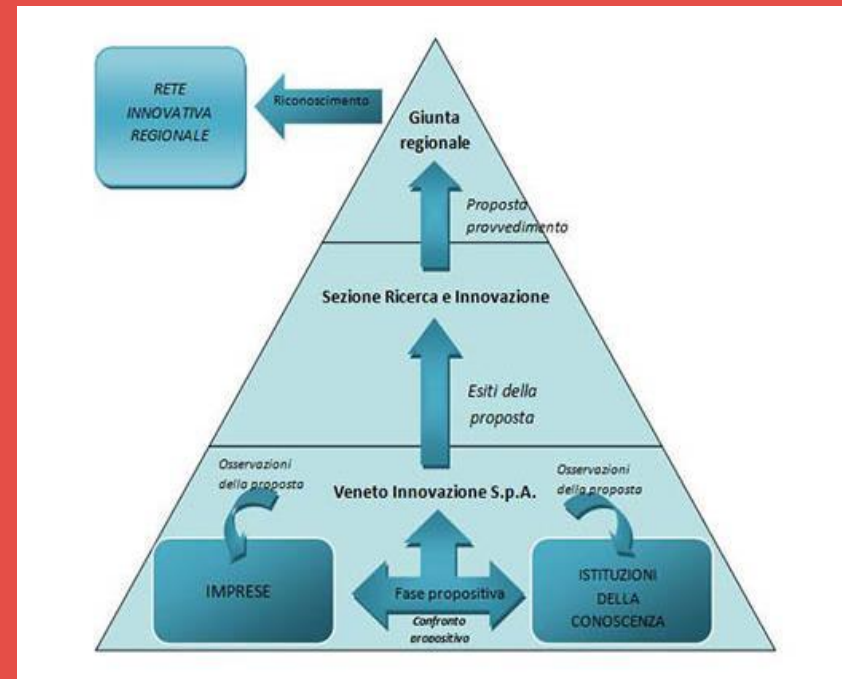 RETE
INNOVATIVA
REGIONALE
Riconoscimento
Giunta
regionale
Proposta
provvedimento
Sezione Ricerca e Innovazione
Esiti della
proposta
Osservazioni
della proposta
Veneto Innovazione S.p.A.
Osservazioni
della proposta
IMPRESE
Fase propositiva
Confronto
propositivo
ISTITUZIONI
DELLA
CONOSCENZA